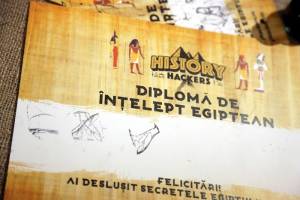 HISTORY
HACKERS
DIPLOMĂ DE
ÎNȚELEPT EGIPTEAN
FELICITĂRI!
AI DESLUȘIT SECRETELE